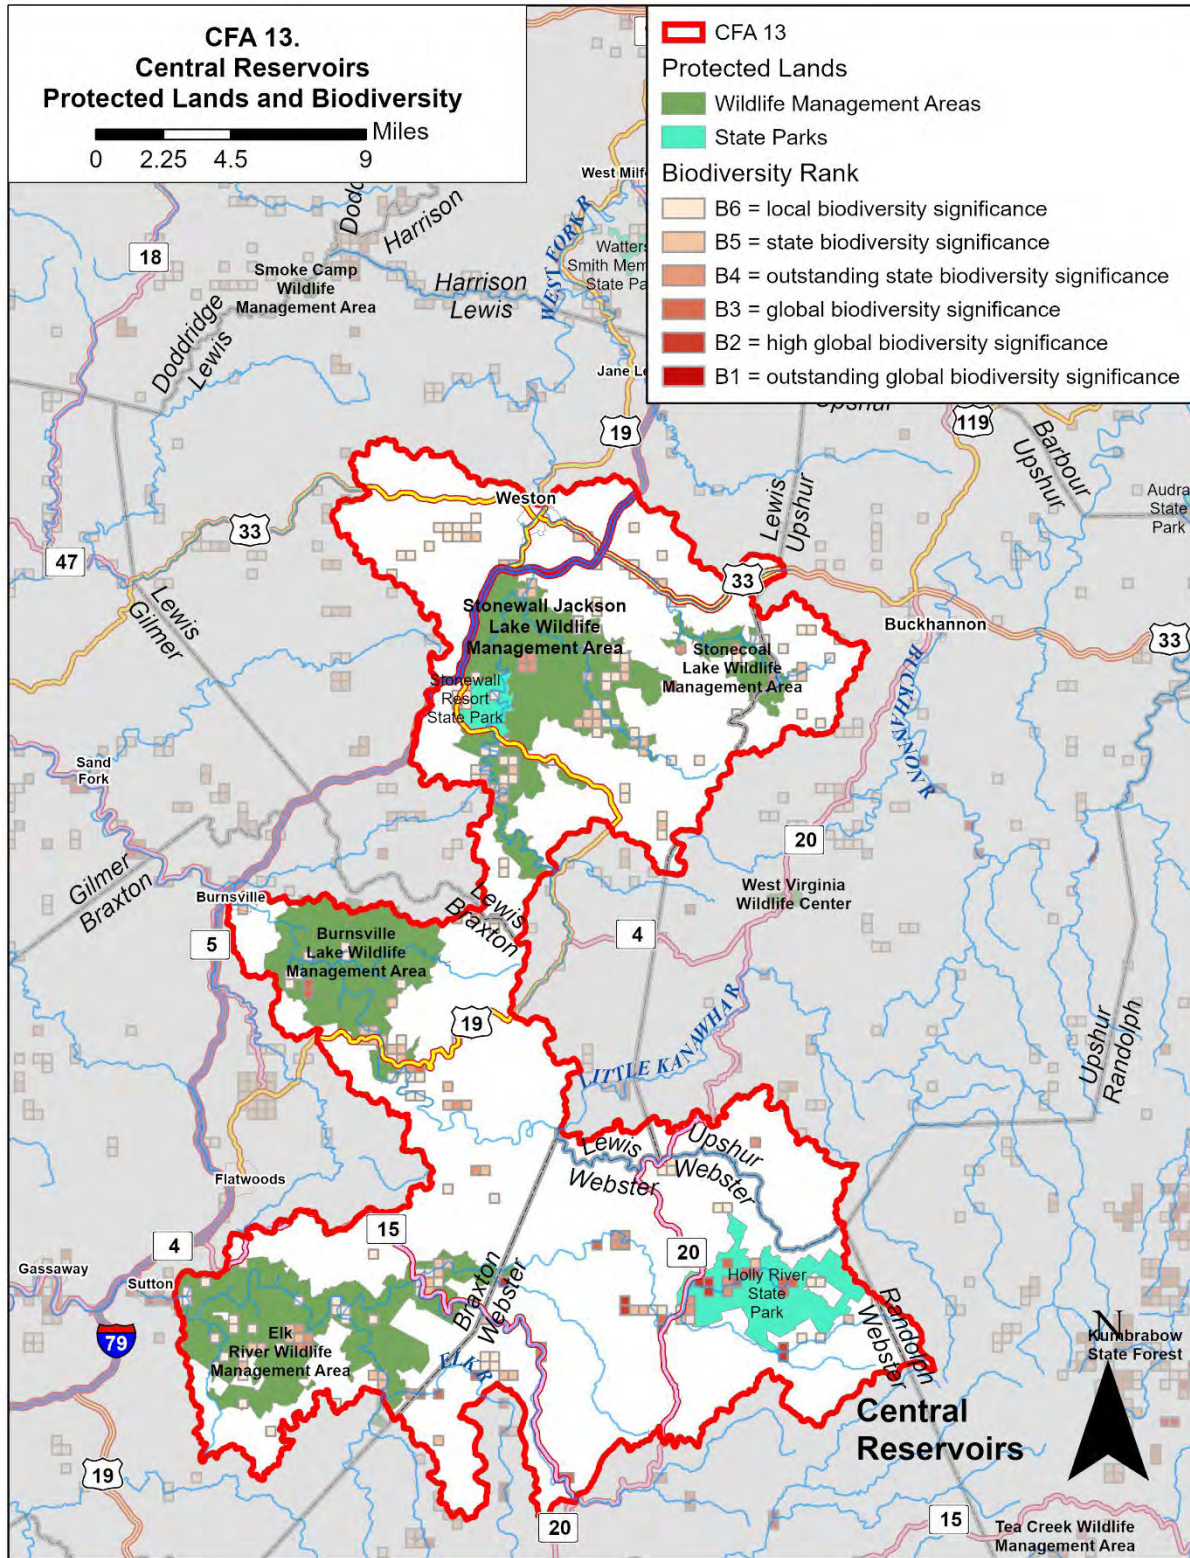 CFA 13.
Central Reservoirs
Protected Lands and Biodiversity
Miles
0 2.25 4.5 9
CFA 13
Protected Lands
Wildlife Management Areas
State Parks
Biodiversity Rank
B6 = local biodiversity significance
B5 = state biodiversity significance
B4 = outstanding state biodiversity significance
B3 = global biodiversity significance
B2 = high global biodiversity significance
B1 = outstanding global biodiversity significance
West Milf
Dodd
Harrison
18
WEST FORK R
Watters
Smith Mem
State Pa
Smoke Camp
Wildlife
Management Area
Harrison
Lewis
Doddridge
Lewis
Jane Le
Upshur
19
119
Barbour
Upshur
Audra
State
Park
Weston
Lewis
Upshur
33
47
33
Lewis
Gilmer
Stonewall Jackson
Lake Wildlife
Management Area
Stonecoal
Lake Wildlife
Management Area
Buckhannon
33
BUCKHANNON R
Stonewall
Resort
State Park
Sand
Fork
20
Gilmer
Braxton
Burnsville
Lewis
Braxton
West Virginia
Wildlife Center
5
Burnsville
Lake Wildlife
Management Area
4
19
LITTLE KANAWHA R
Upshur
Randolph
Lewis
Webster
Upshur
Webster
Flatwoods
15
4
20
Gassaway
Sutton
Braxton
Webster
Holly River
State
Park
Randolph
Webster
79
Elk
River Wildlife
Management Area
ELK R
N
Kumbrabow
State Forest
Central
Reservoirs
19
20
15
Tea Creek Wildlife
Management Area